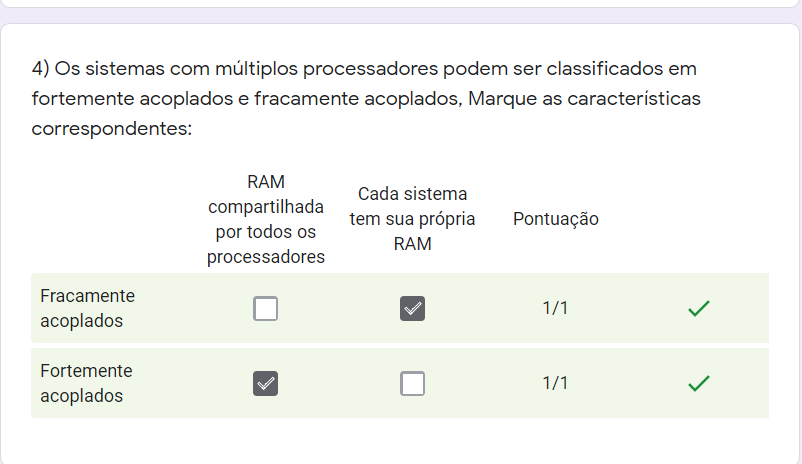 4) Os sistemas com múltiplos processadores podem ser classificados em
fortemente acoplados e fracamente acoplados, Marque as características
correspondentes:
RAM
compartilhada
por todos os
processadores
Cada sistema
tem sua própria
RAM
Pontuação
Fracamente
acoplados
1/1
Fortemente
acoplados
1/1